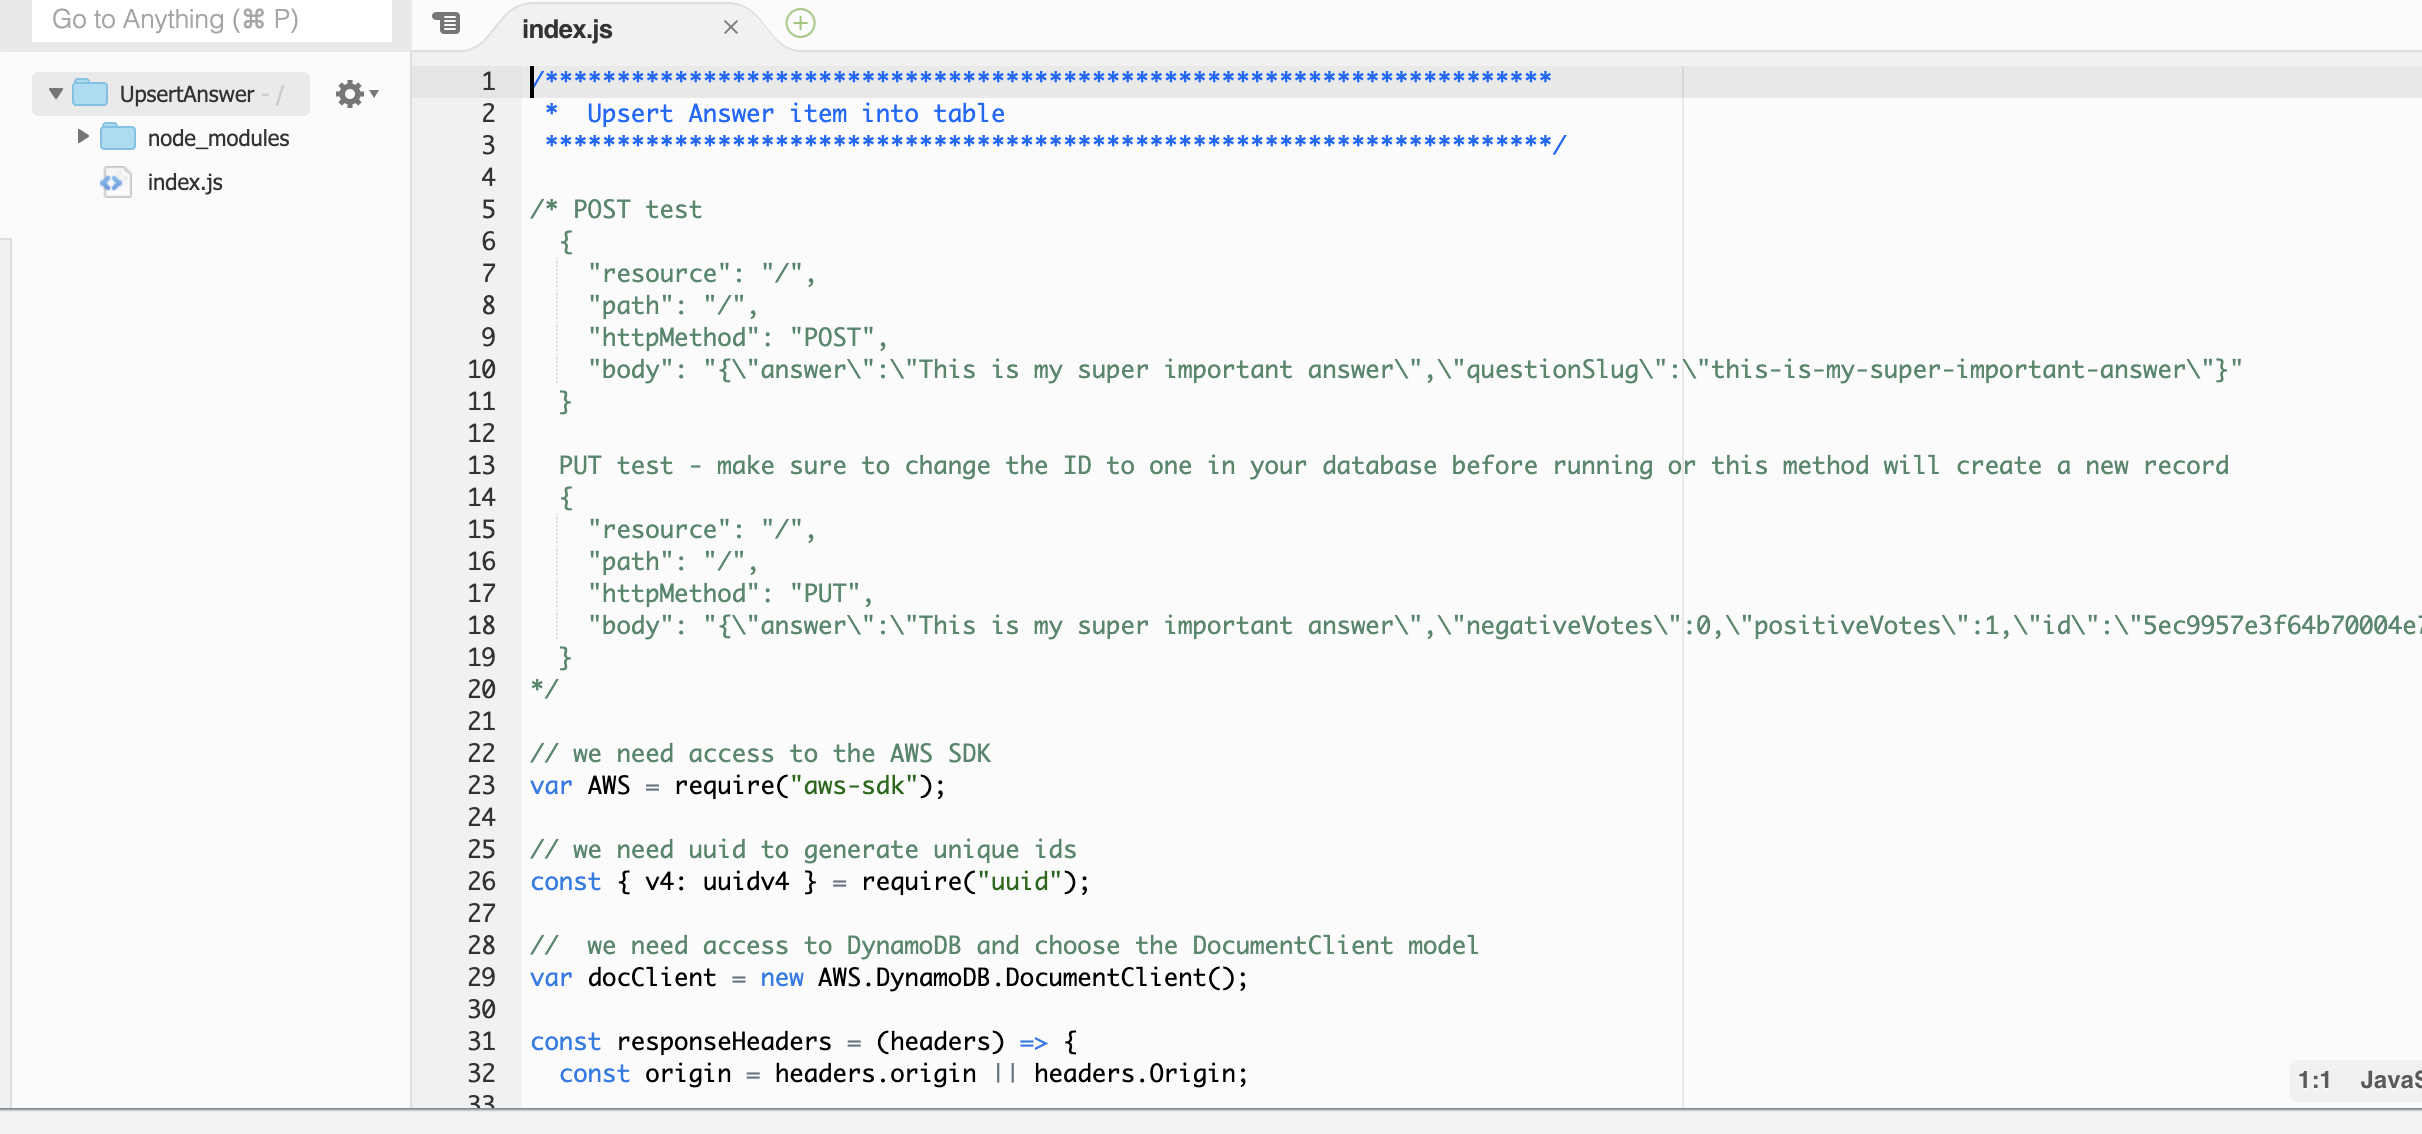 Go to Anything (⌘ P)
index.js
UpsertAnswer - /
node_modules
index.js
1 /**********************************************************************
2 *  Upsert Answer item into table
3 **********************************************************************/
4
5 /* POST test
6 {
7 "resource": "/",
8 "path": "/",
9 "httpMethod": "POST",
10 "body": "{\"answer\":\"This is my super important answer\",\"questionSlug\":\"this-is-my-super-important-answer\"}"
11 }
12
13 PUT test - make sure to change the ID to one in your database before running or this method will create a new record
14 {
15 "resource": "/",
16 "path": "/",
17 "httpMethod": "PUT",
18 "body": "{\"answer\":\"This is my super important answer\",\"negativeVotes\":0,\"positiveVotes\":1,\"id\":\"5ec9957e3f64b70004e7
19 }
20 */
21
22 // we need access to the AWS SDK
23 var AWS = require("aws-sdk");
24
25 // we need uuid to generate unique ids
26 const { v4: uuidv4 } = require("uuid");
27
28 //  we need access to DynamoDB and choose the DocumentClient model
29 var docClient = new AWS.DynamoDB.DocumentClient();
30
31 const responseHeaders = (headers) => {
32 const origin = headers.origin || headers.Origin;
33
1:1 JavaS